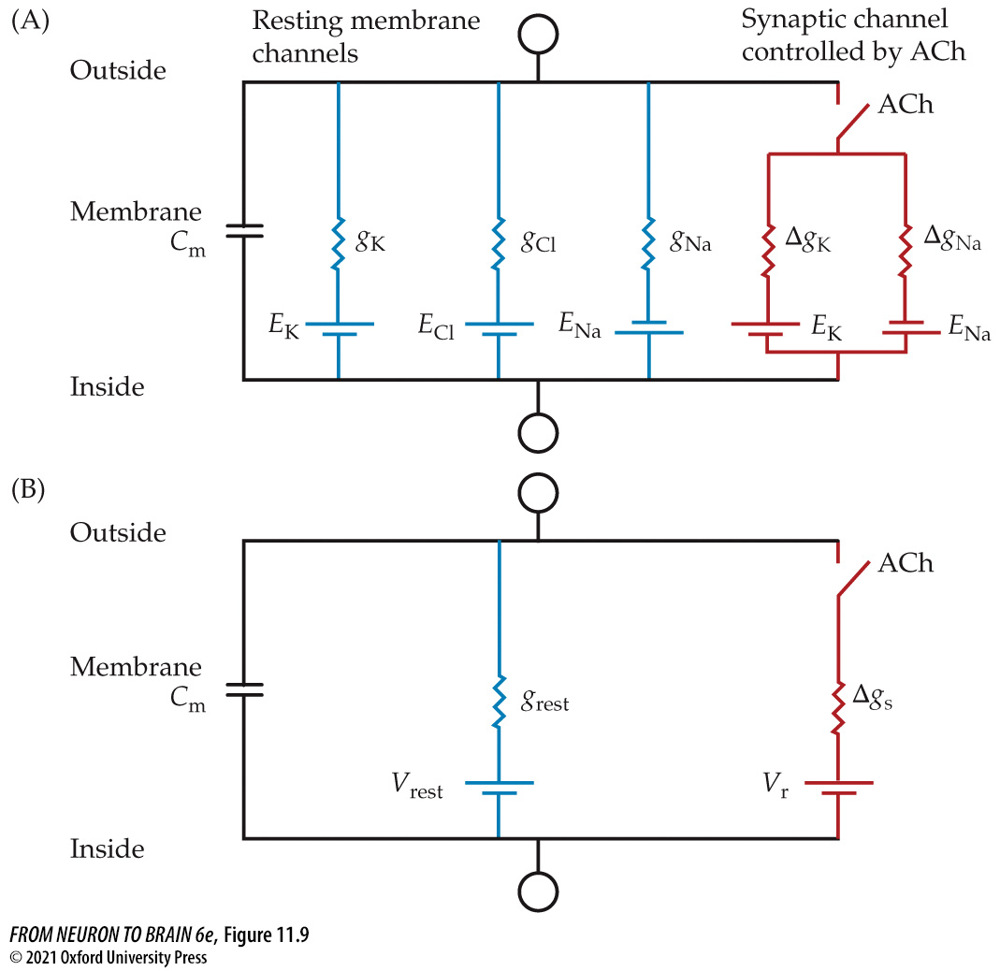 (A)
Resting membrane
channels
Synaptic channel
controlled by ACh
Outside
ACh
Membrane
Cm
gK
gCl
gNa
ΔgK
ΔgNa
EK
ECl
ENa
EK
ENa
Inside
(B)
Outside
ACh
Membrane
Cm
grest
Δgs
Vrest
Vr
Inside
FROM NEURON TO BRAIN 6e, Figure 11.9
© 2021 Oxford University Press